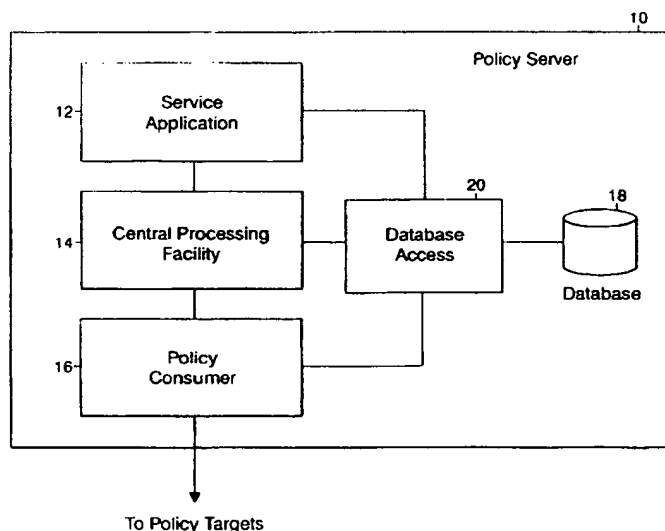 10
Policy Server
12
Service
Application
20
18
14
Central Processing
Facility
Database
Access
Database
16
Policy
Consumer
To Policy Targets